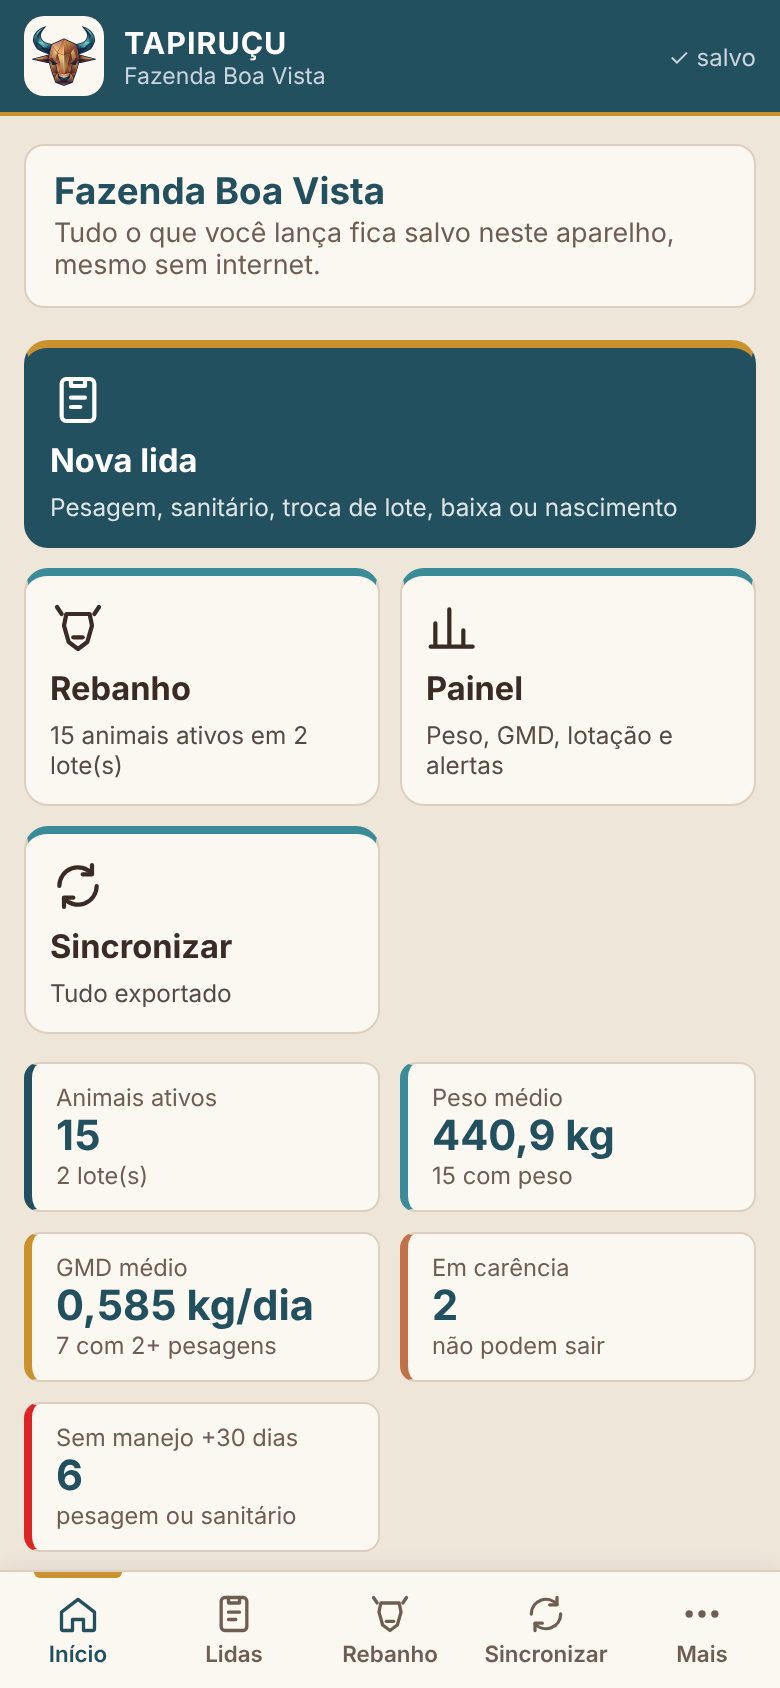 TAPIRUÇU
Fazenda Boa Vista
✓ salvo
Fazenda Boa Vista
Tudo o que você lança fica salvo neste aparelho,
mesmo sem internet.
Nova lida
Pesagem, sanitário, troca de lote, baixa ou nascimento
Rebanho
15 animais ativos em 2
lote(s)
Painel
Peso, GMD, lotação e
alertas
Sincronizar
Tudo exportado
Animais ativos
15
2 lote(s)
Peso médio
440,9 kg
15 com peso
GMD médio
0,585 kg/dia
7 com 2+ pesagens
Em carência
2
não podem sair
Sem manejo +30 dias
6
pesagem ou sanitário
Início
Lidas
Rebanho
Sincronizar
Mais